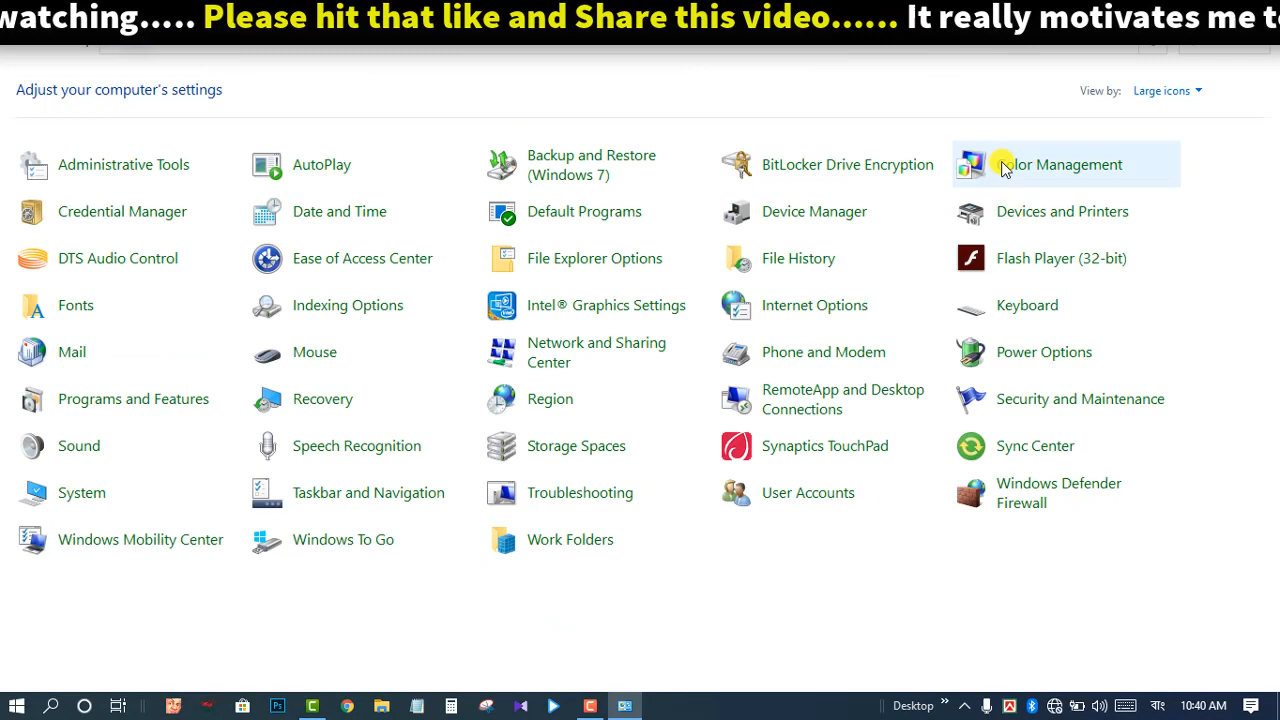 watching..... Please hit that like and Share this video...... It really motivates me to
Adjust your computer's settings
View by: Large icons
Administrative Tools
AutoPlay
Backup and Restore
(Windows 7)
BitLocker Drive Encryption
Color Management
Credential Manager
Date and Time
Default Programs
Device Manager
Devices and Printers
DTS Audio Control
Ease of Access Center
File Explorer Options
File History
Flash Player (32-bit)
Fonts
Indexing Options
Intel® Graphics Settings
Internet Options
Keyboard
Mail
Mouse
Network and Sharing
Center
Phone and Modem
Power Options
Programs and Features
Recovery
Region
RemoteApp and Desktop
Connections
Security and Maintenance
Sound
Speech Recognition
Storage Spaces
Synaptics TouchPad
Sync Center
System
Taskbar and Navigation
Troubleshooting
User Accounts
Windows Defender
Firewall
Windows Mobility Center
Windows To Go
Work Folders
Ps
Desktop
বাং
10:40 AM